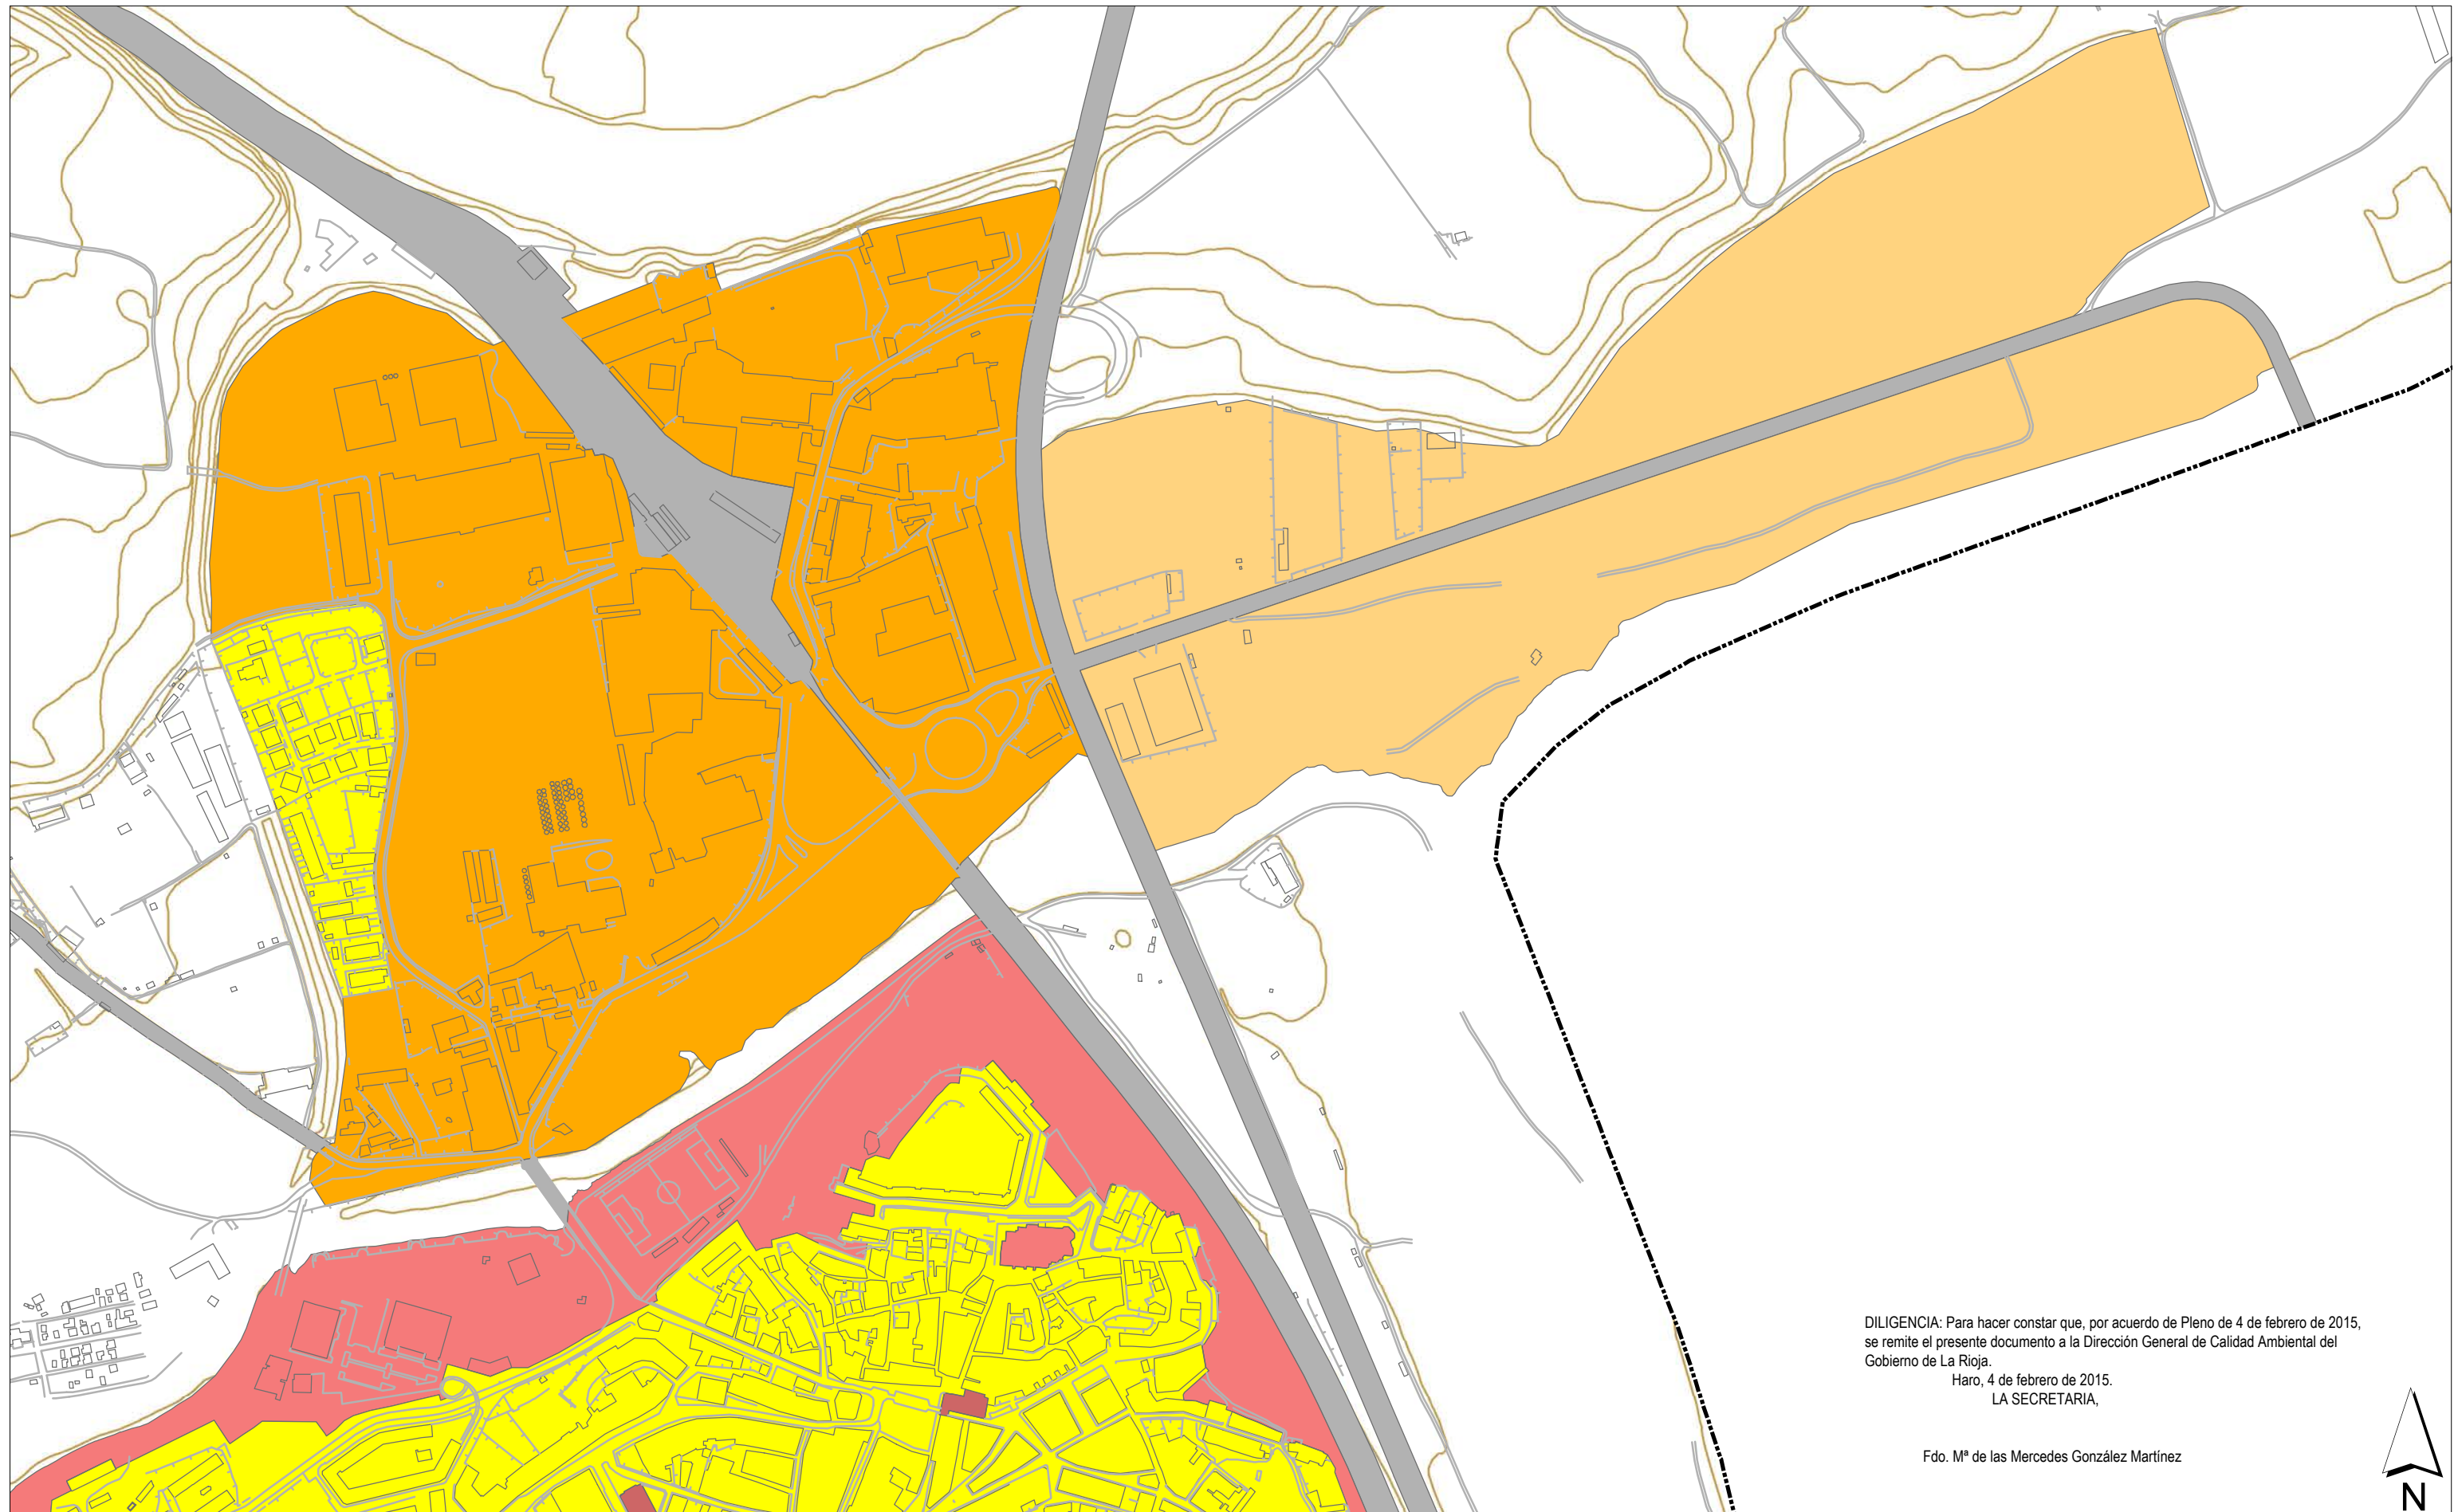 DILIGENCIA: Para hacer constar que, por acuerdo de Pleno de 4 de febrero de 2015,
se remite el presente documento a la Dirección General de Calidad Ambiental del
Gobierno de La Rioja.
Haro, 4 de febrero de 2015.
LA SECRETARIA,
Fdo. Mª de las Mercedes González Martínez
N